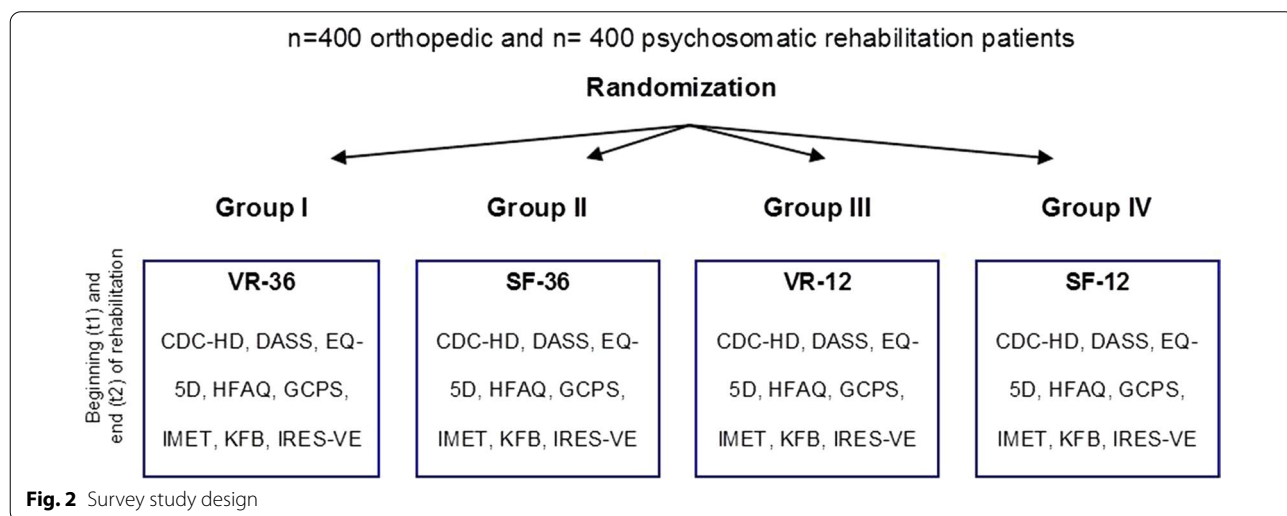 n=400 orthopedic and n= 400 psychosomatic rehabilitation patients
Randomization
Group I
Group II
Group III
Group IV
Beginning (t1) and
end (t2) of rehabilitation
VR-36
CDC-HD, DASS, EQ-
5D, HFAQ, GCPS,
IMET, KFB, IRES-VE
SF-36
CDC-HD, DASS, EQ-
5D, HFAQ, GCPS,
IMET, KFB, IRES-VE
VR-12
CDC-HD, DASS, EQ-
5D, HFAQ, GCPS,
IMET, KFB, IRES-VE
SF-12
CDC-HD, DASS, EQ-
5D, HFAQ, GCPS,
IMET, KFB, IRES-VE
Fig. 2 Survey study design